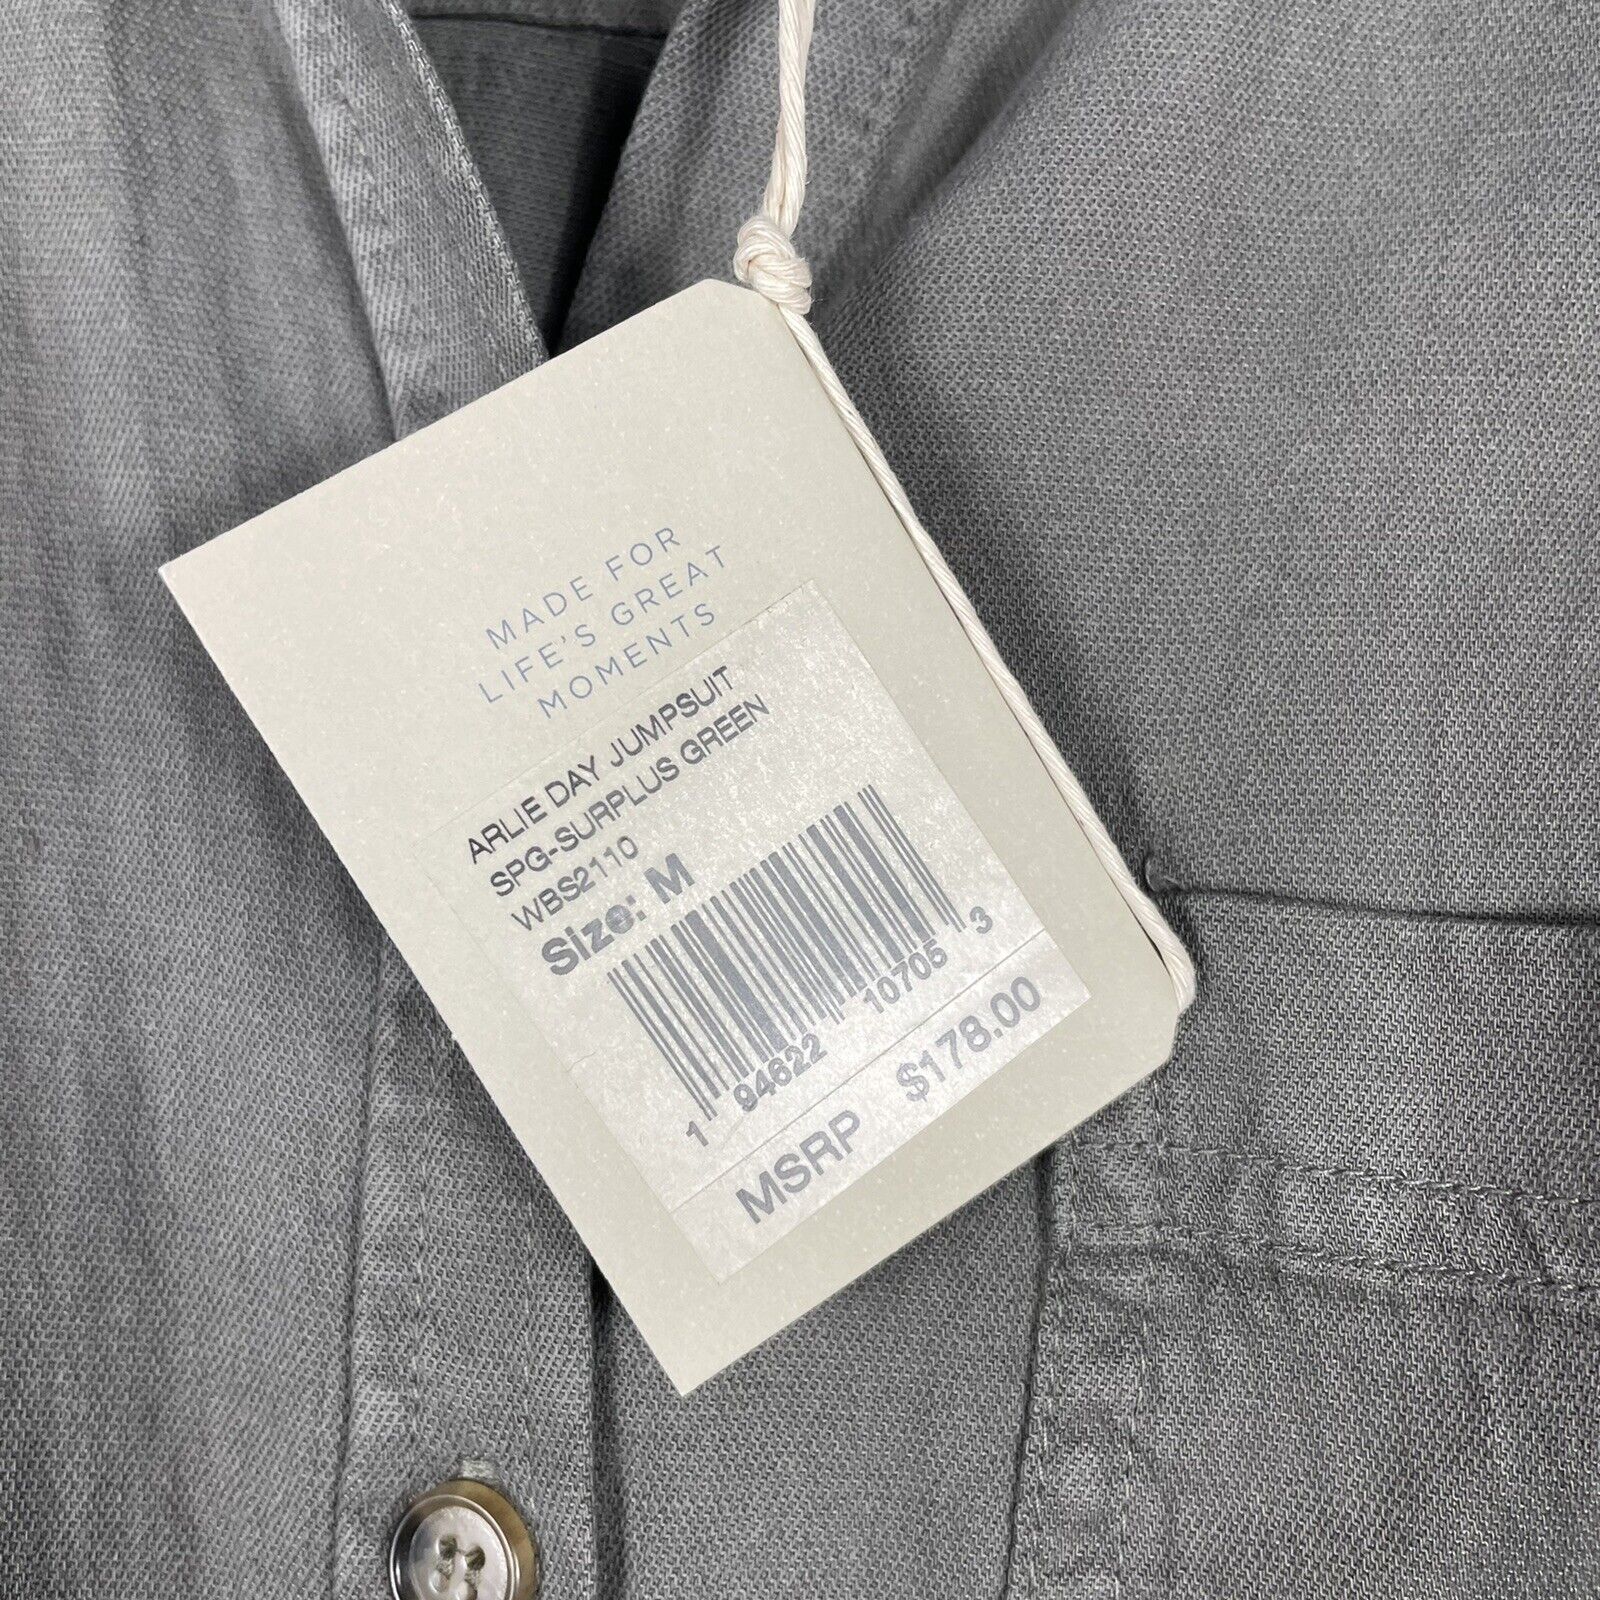 MADE FOR
LIFE'S GREAT
MOMENTS
ARLIE DAY JUMPSUIT
SPG-SURPLUS GREEN
WBS2110
Size: M
1 94622 10705 3
MSRP $178.00